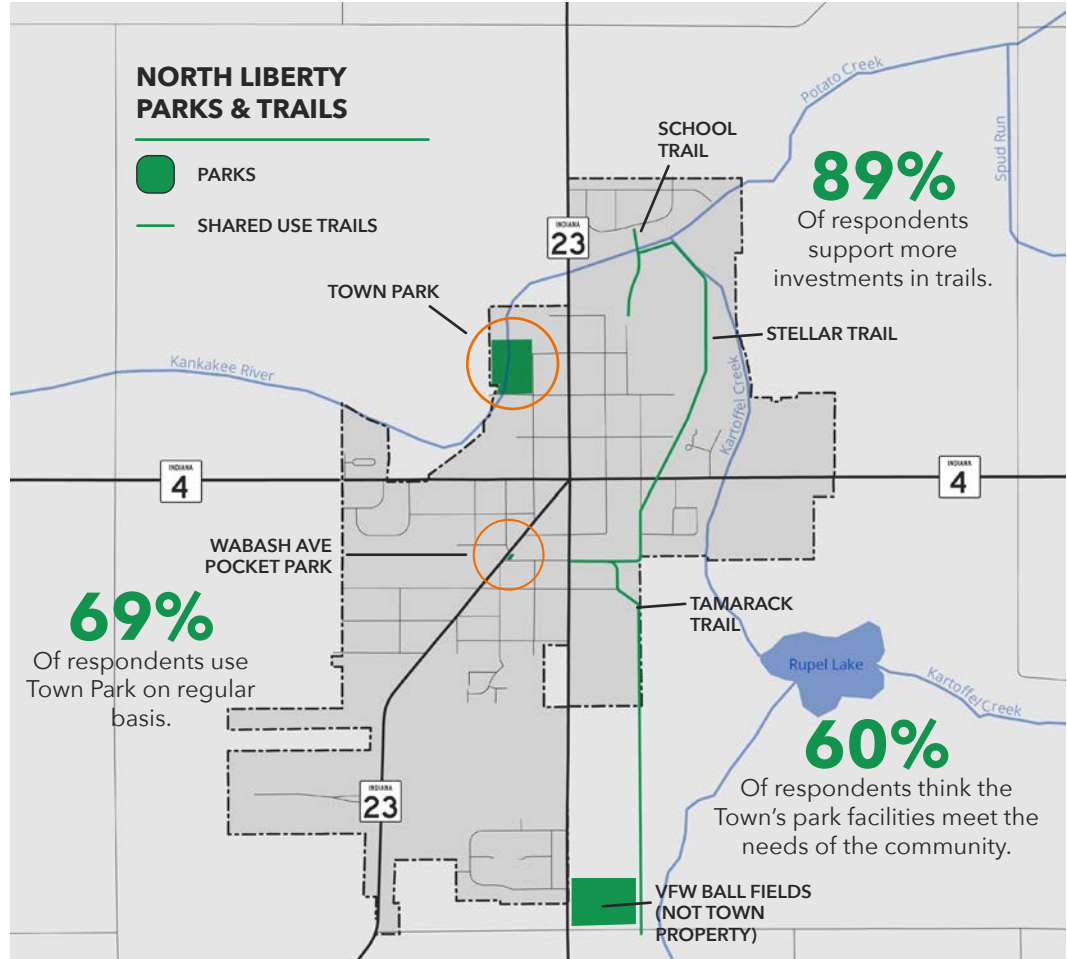 NORTH LIBERTY
PARKS & TRAILS
PARKS
SHARED USE TRAILS
SCHOOL
TRAIL
Potato Creek
Spud Run
89%
Of respondents
support more
investments in trails.
INDIANA
23
TOWN PARK
STELLAR TRAIL
Kankakee River
Kartoffel Creek
INDIANA
4
INDIANA
4
WABASH AVE
POCKET PARK
69%
Of respondents use
Town Park on regular
basis.
TAMARACK
TRAIL
Rupel Lake
Kartoffel Creek
60%
Of respondents think the
Town's park facilities meet the
needs of the community.
INDIANA
23
VFW BALL FIELDS
(NOT TOWN
PROPERTY)